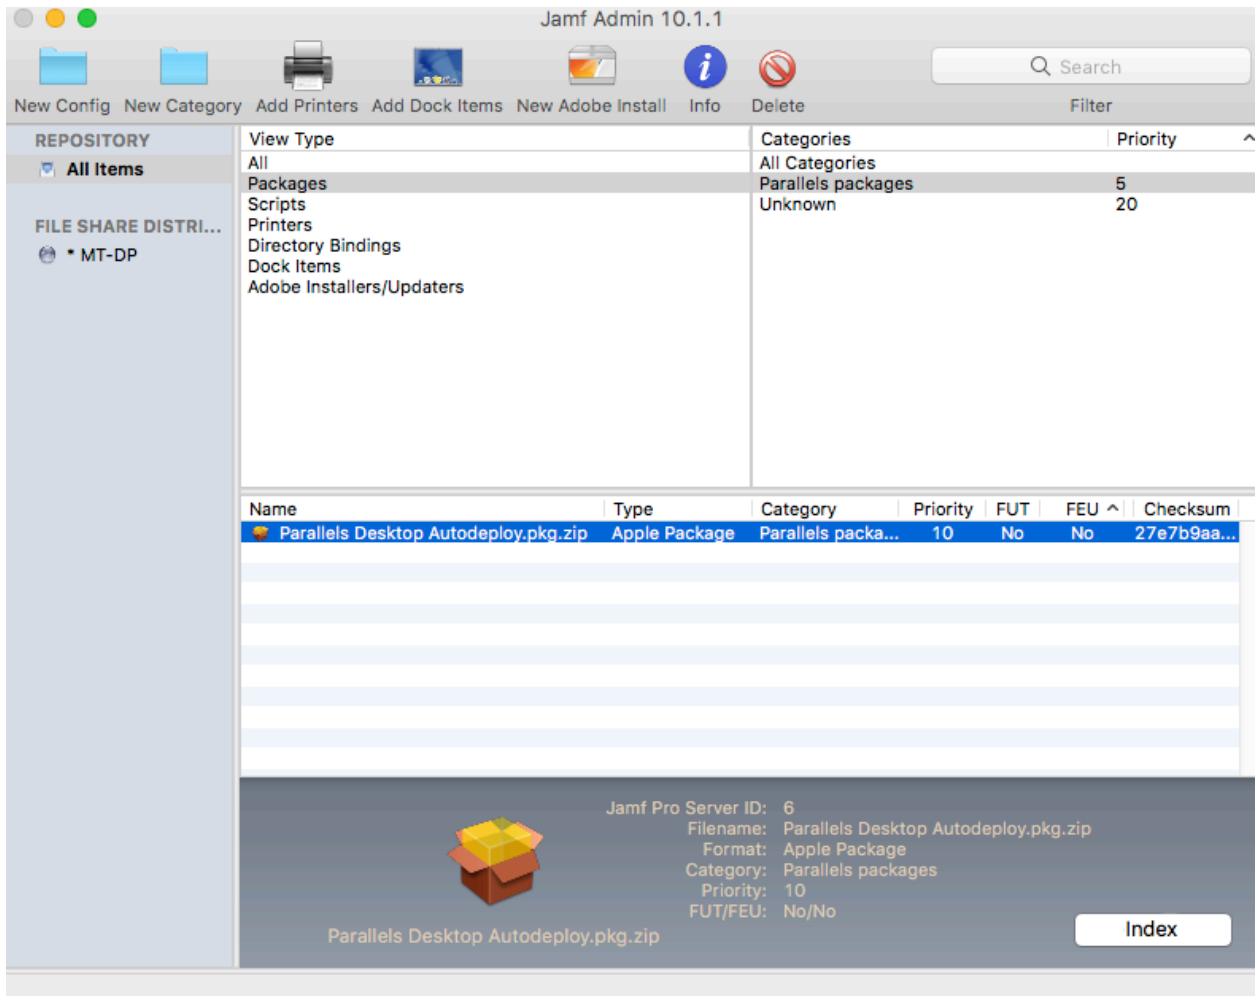 Jamf Admin 10.1.1
New Config New Category Add Printers Add Dock Items New Adobe Install Info Delete
Search
Filter
REPOSITORY
All Items
FILE SHARE DISTRI...
* MT-DP
View Type
All
Packages
Scripts
Printers
Directory Bindings
Dock Items
Adobe Installers/Updaters
Categories Priority
All Categories
Parallels packages 5
Unknown 20
Name Type Category Priority FUT FEU Checksum
Parallels Desktop Autodeploy.pkg.zip Apple Package Parallels packa... 10 No No 27e7b9aa...
Parallels Desktop Autodeploy.pkg.zip
Jamf Pro Server ID: 6
Filename: Parallels Desktop Autodeploy.pkg.zip
Format: Apple Package
Category: Parallels packages
Priority: 10
FUT/FEU: No/No
Index